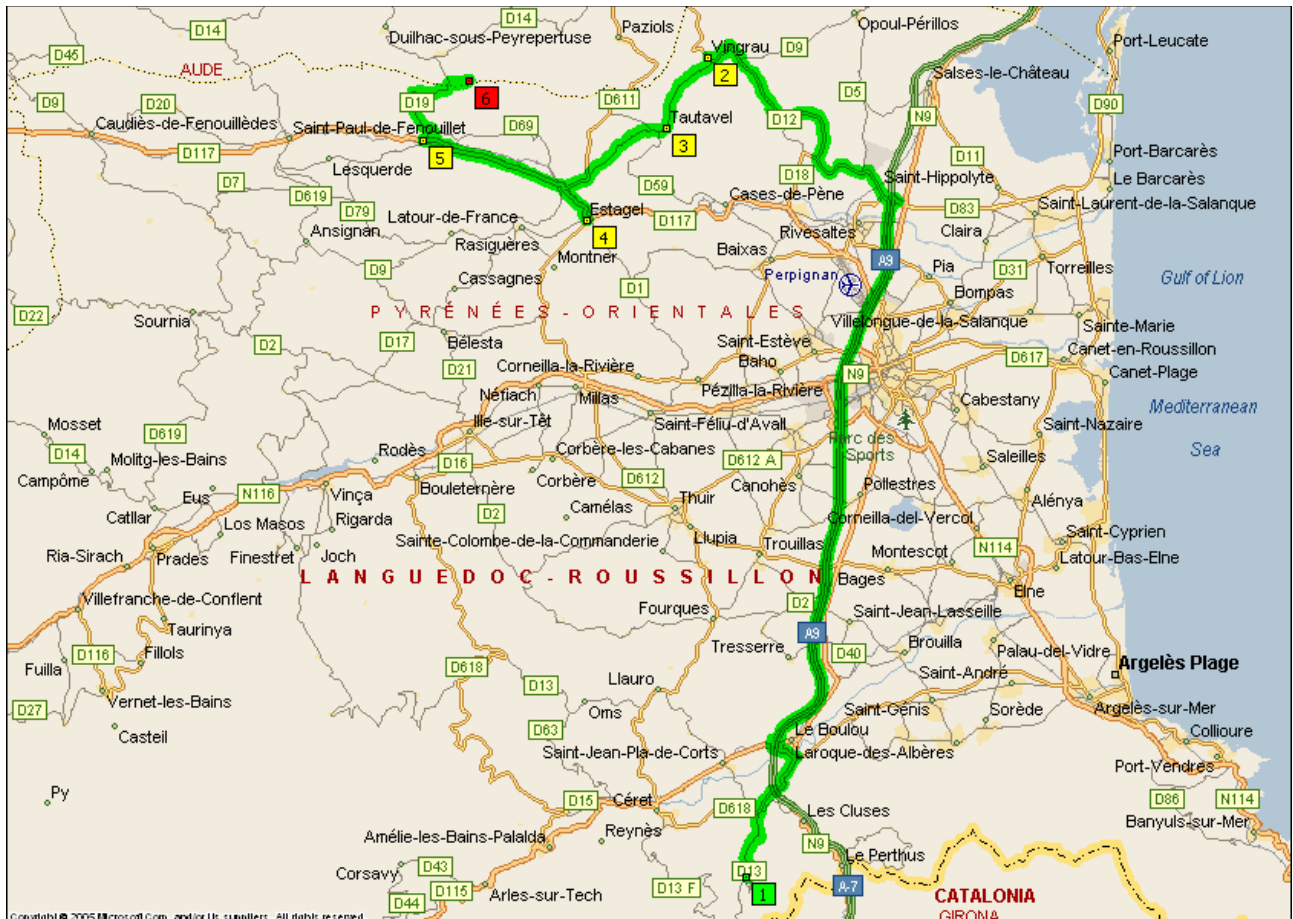 D14
D14
Paziols
Opoul-Périllos
Duilhac-sous-Peyrepertuse
D45
Port-Leucate
Vingrau
D9
AUDE
Salses-le-Château
2
D9
D20
D19
6
D611
D5
D90
N9
Caudiès-de-Fenouillèdes
Saint-Paul-de-Fenouillet
D69
Tautavel
D12
3
D117
5
Port-Barcarès
Lesquerde
D11
D7
D18
Saint-Hippolyte
Le Barcarès
D619
D59
Cases-de-Pène
D79
Latour-de-France
Estagel
D117
D83
Saint-Laurent-de-la-Salanque
Ansignan
4
Rivesaltes
Claira
Rasiguères
Montner
Baixas
A9
Pia
D31
Torreilles
D9
Cassagnes
Perpignan
Gulf of Lion
D1
Bompas
D22
Sournia
PYRÉNÉES-ORIENTALES
Villelongue-de-la-Salanque
Sainte-Marie
D2
D17
Bélesta
Saint-Estève
D617
Canet-en-Roussillon
D21
Corneilla-la-Rivière
Baho
N9
Canet-Plage
Néfiach
Millas
Pézilla-la-Rivière
Cabestany
Mediterranean
Sea
Mosset
D619
Ille-sur-Têt
Saint-Féliu-d'Avall
Parc des
Sports
Saint-Nazaire
D14
Molitg-les-Bains
Rodès
D16
Corbère-les-Cabanes
D612 A
Saleilles
Campôme
Eus
N116
Vinça
Bouleternère
Corbère
D612
Canohès
Pollestres
Alénya
Catllar
Los Masos
Rigarda
D2
Camélas
Thuir
Corneilla-del-Vercol
Saint-Cyprien
Ria-Sirach
Prades
Finestret
Joch
Sainte-Colombe-de-la-Commanderie
Llupia
Trouillas
Montescot
N114
Latour-Bas-Elne
LANGUEDOC-ROUSSILLON
Bages
Elne
Villefranche-de-Conflent
Fourques
D2
Saint-Jean-Lasseille
Taurinya
A9
Tresserre
D40
Brouilla
Palau-del-Vidre
Fuilla
D116
Fillols
D618
Argelès Plage
Llauro
D13
Saint-André
Vernet-les-Bains
D27
Oms
Saint-Génis
Sorède
Argelès-sur-Mer
Casteil
D63
Le Boulou
Collioure
Saint-Jean-Pla-de-Corts
Laroque-des-Albères
Port-Vendres
Py
D15
Céret
D618
Les Cluses
D86
N114
Amélie-les-Bains-Palalda
Reynès
N9
Banyuls-sur-Mer
Corsavy
D43
Le Perthus
D13
D115
Arles-sur-Tech
D13 F
1
A-7
CATALONIA
D44
GIRONA
Copyright © 2005 Microsoft Corp. and/or its suppliers. All rights reserved.